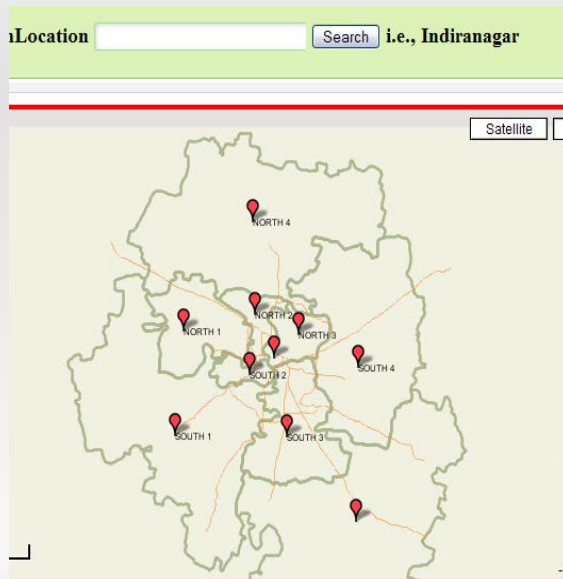 nLocation Search i.e., Indiranagar
Satellite
NORTH 4
NORTH 2
NORTH 1
NORTH 3
SOUTH 2
SOUTH 4
SOUTH 1
SOUTH 3